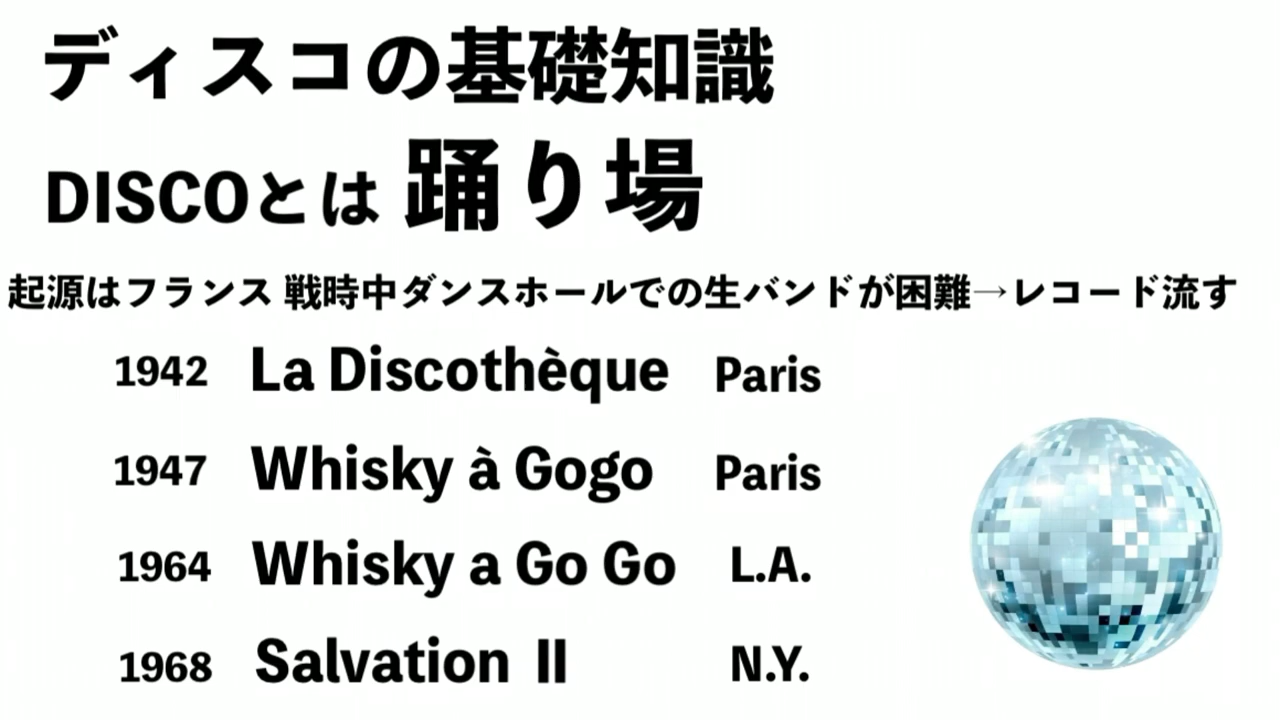 ディスコの基礎知識
DISCOとは 踊り場
起源はフランス 戦時中ダンスホールでの生バンドが困難→レコード流す
1942 La Discothèque Paris
1947 Whisky à Gogo Paris
1964 Whisky a Go Go L.A.
1968 Salvation II N.Y.